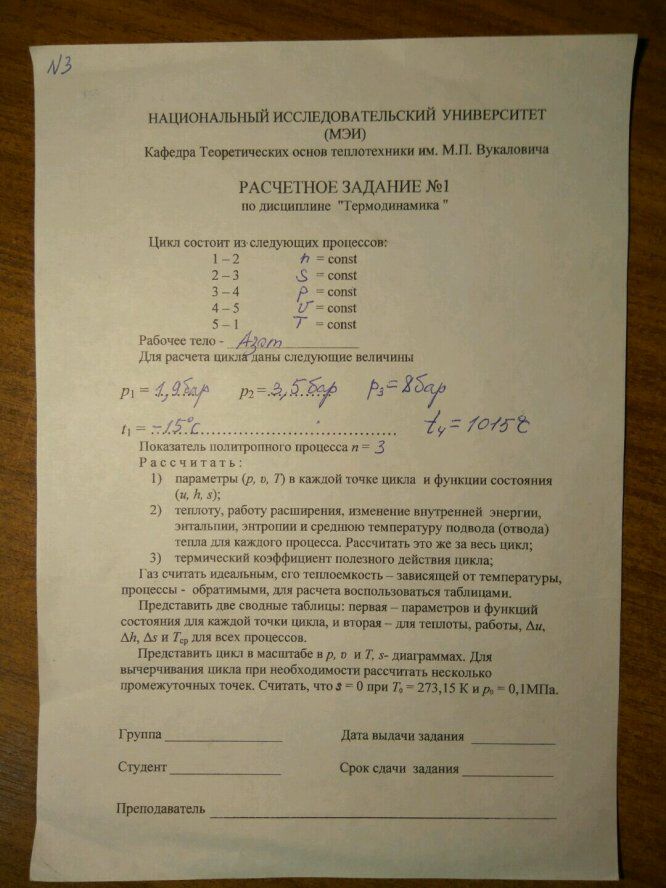 N3
НАЦИОНАЛЬНЫЙ ИССЛЕДОВАТЕЛЬСКИЙ УНИВЕРСИТЕТ
(МЭИ)
Кафедра Теоретических основ теплотехники им. М.П. Вукаловича
РАСЧЕТНОЕ ЗАДАНИЕ №1
по дисциплине "Термодинамика "
Цикл состоит из следующих процессов:
1 – 2 h = const
2 – 3 s = const
3 – 4 p = const
4 – 5 υ = const
5 – 1 T = const
Рабочее тело - Азот
Для расчета цикла даны следующие величины
p₁ = 1,9бар p₂ = 3,5бар p₃ = 8бар
t₁ = -15°C t₄ = 1015°C
Показатель политропного процесса n = 3
Р а с с ч и т а т ь :
1) параметры (p, υ, T) в каждой точке цикла и функции состояния
(u, h, s);
2) теплоту, работу расширения, изменение внутренней энергии,
энтальпии, энтропии и среднюю температуру подвода (отвода)
тепла для каждого процесса. Рассчитать это же за весь цикл;
3) термический коэффициент полезного действия цикла;
Газ считать идеальным, его теплоемкость – зависящей от температуры,
процессы - обратимыми, для расчета воспользоваться таблицами.
Представить две сводные таблицы: первая – параметров и функций
состояния для каждой точки цикла, и вторая – для теплоты, работы, Δu,
Δh, Δs и Tср для всех процессов.
Представить цикл в масштабе в p, υ и T, s- диаграммах. Для
вычерчивания цикла при необходимости рассчитать несколько
промежуточных точек. Считать, что s = 0 при T₀ = 273,15 К и p₀ = 0,1МПа.
Группа Дата выдачи задания
Студент Срок сдачи задания
Преподаватель